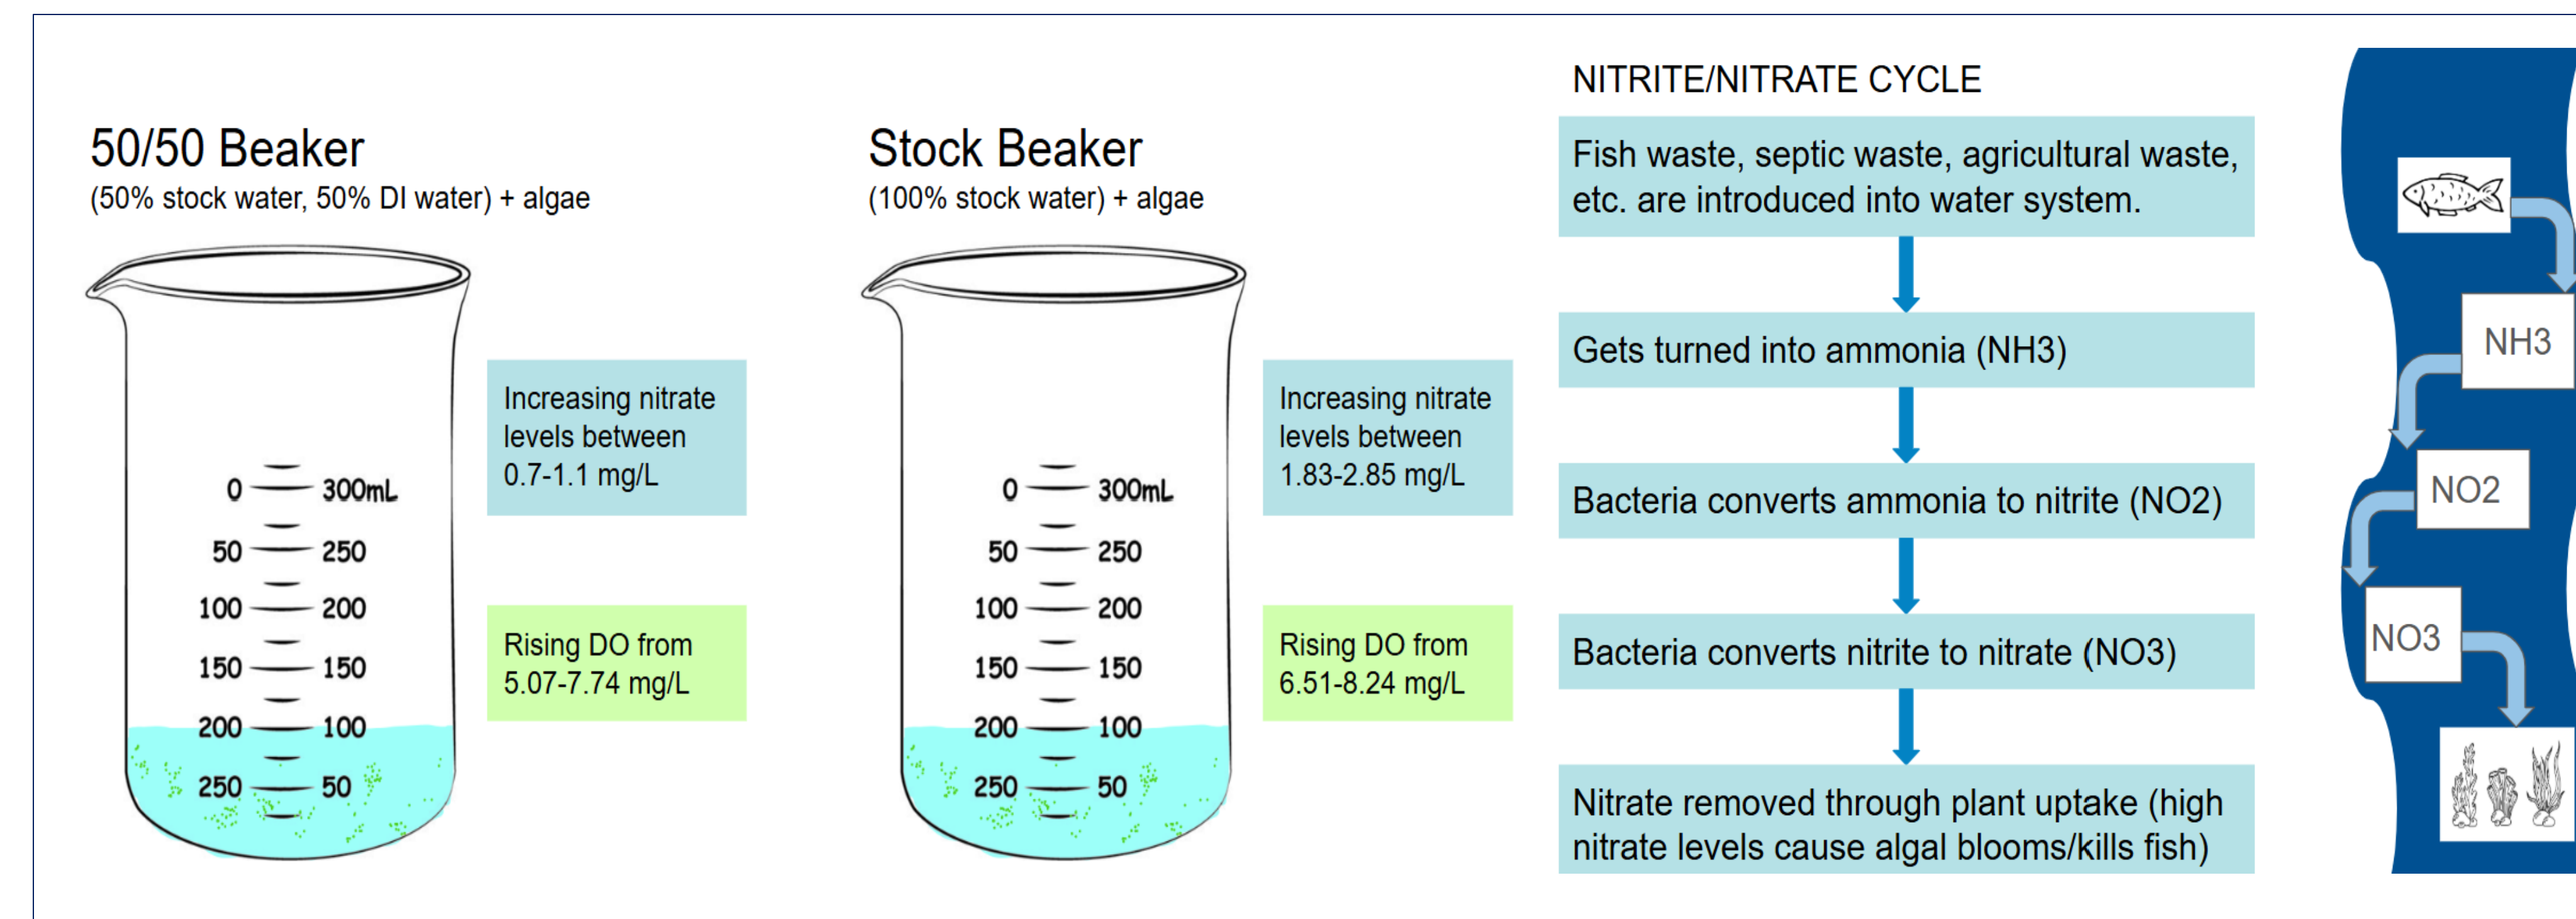 50/50 Beaker
(50% stock water, 50% DI water) + algae
0 300mL
50 250
100 200
150 150
200 100
250 50
Increasing nitrate
levels between
0.7-1.1 mg/L
Rising DO from
5.07-7.74 mg/L
Stock Beaker
(100% stock water) + algae
0 300mL
50 250
100 200
150 150
200 100
250 50
Increasing nitrate
levels between
1.83-2.85 mg/L
Rising DO from
6.51-8.24 mg/L
NITRITE/NITRATE CYCLE
Fish waste, septic waste, agricultural waste,
etc. are introduced into water system.
Gets turned into ammonia (NH3)
Bacteria converts ammonia to nitrite (NO2)
Bacteria converts nitrite to nitrate (NO3)
Nitrate removed through plant uptake (high
nitrate levels cause algal blooms/kills fish)
NH3
NO2
NO3